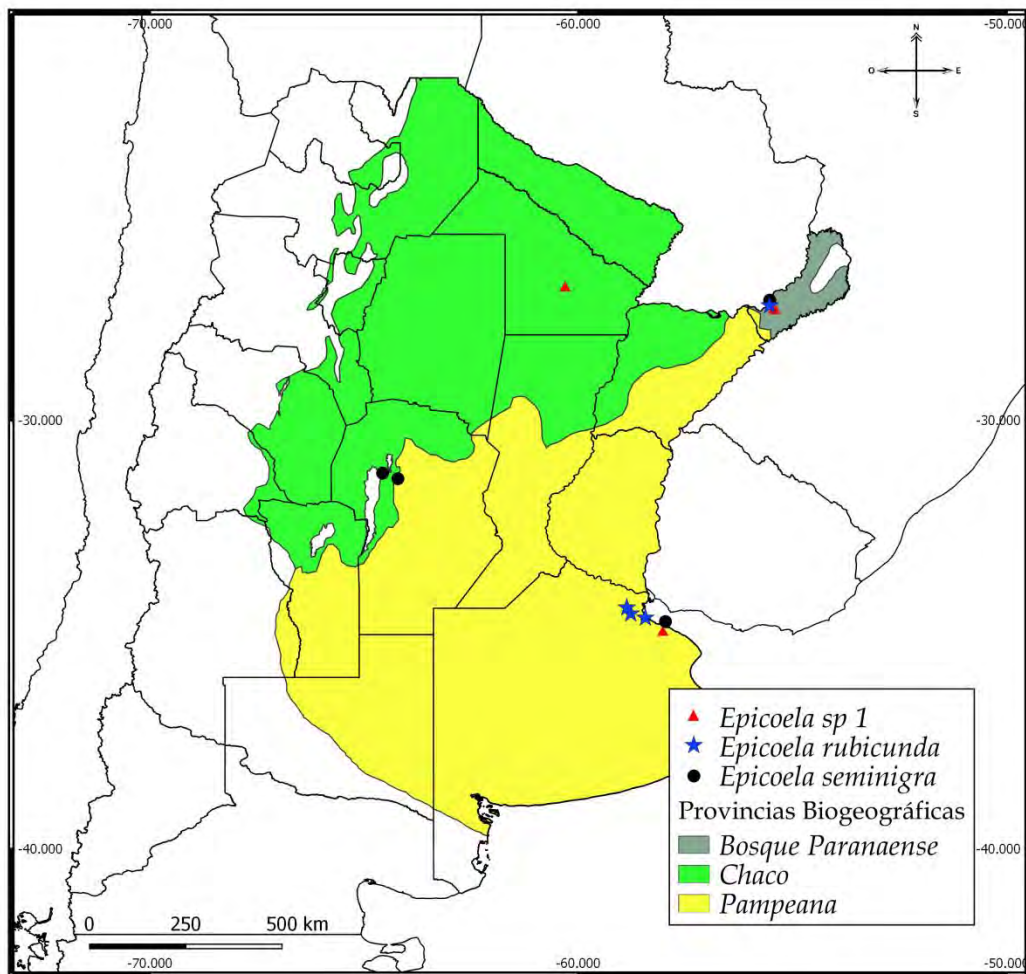 -70.000
-60.000
-50.000
N
O
E
S
-30.000
-30.000
Epicoela sp 1
Epicoela rubicunda
Epicoela seminigra
Provincias Biogeográficas
Bosque Paranaense
Chaco
Pampeana
-40.000
-40.000
0 250 500 km
-70.000
-60.000
-50.000